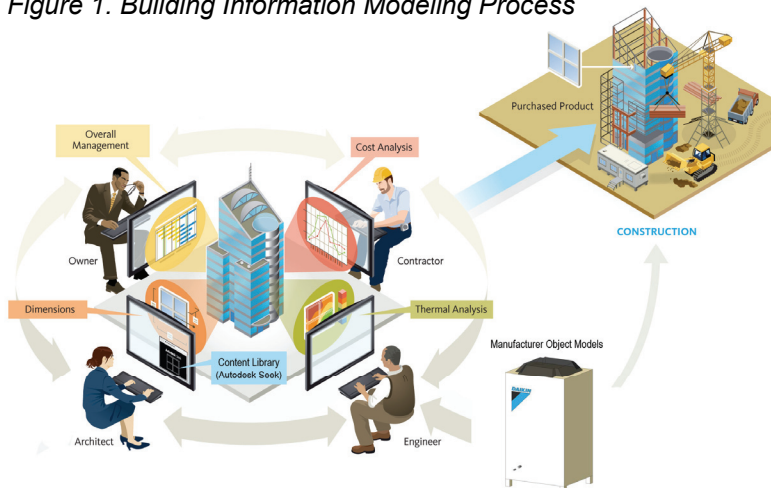 Figure 1. Building Information Modeling Process
Purchased Product
CONSTRUCTION
Overall
Management
Cost Analysis
Owner
Contractor
Dimensions
Thermal Analysis
Content Library
(Autodesk Seek)
Manufacturer Object Models
DAIKIN
Architect
Engineer